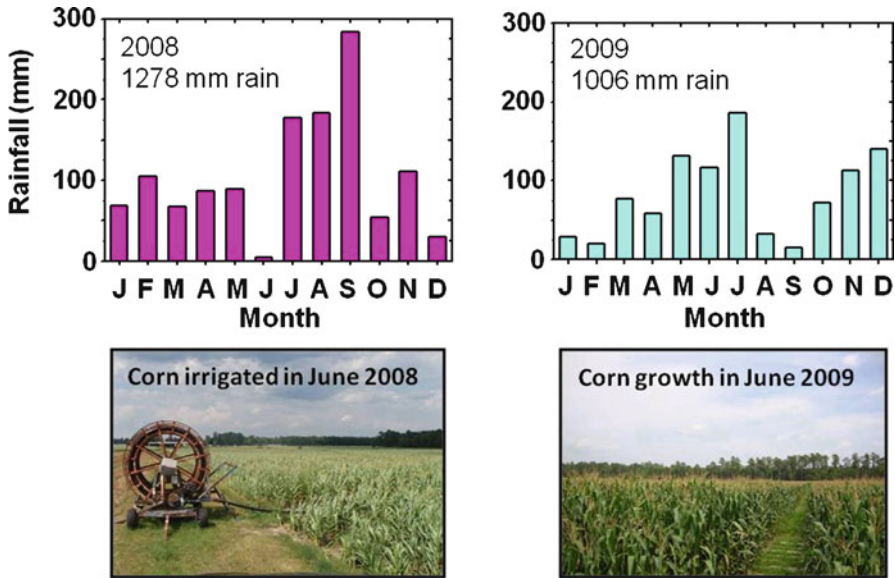 300
200
100
0
Rainfall (mm)
2008
1278 mm rain
J F M A M J J A S O N D
Month
300
200
100
0
2009
1006 mm rain
J F M A M J J A S O N D
Month
Corn irrigated in June 2008
Corn growth in June 2009